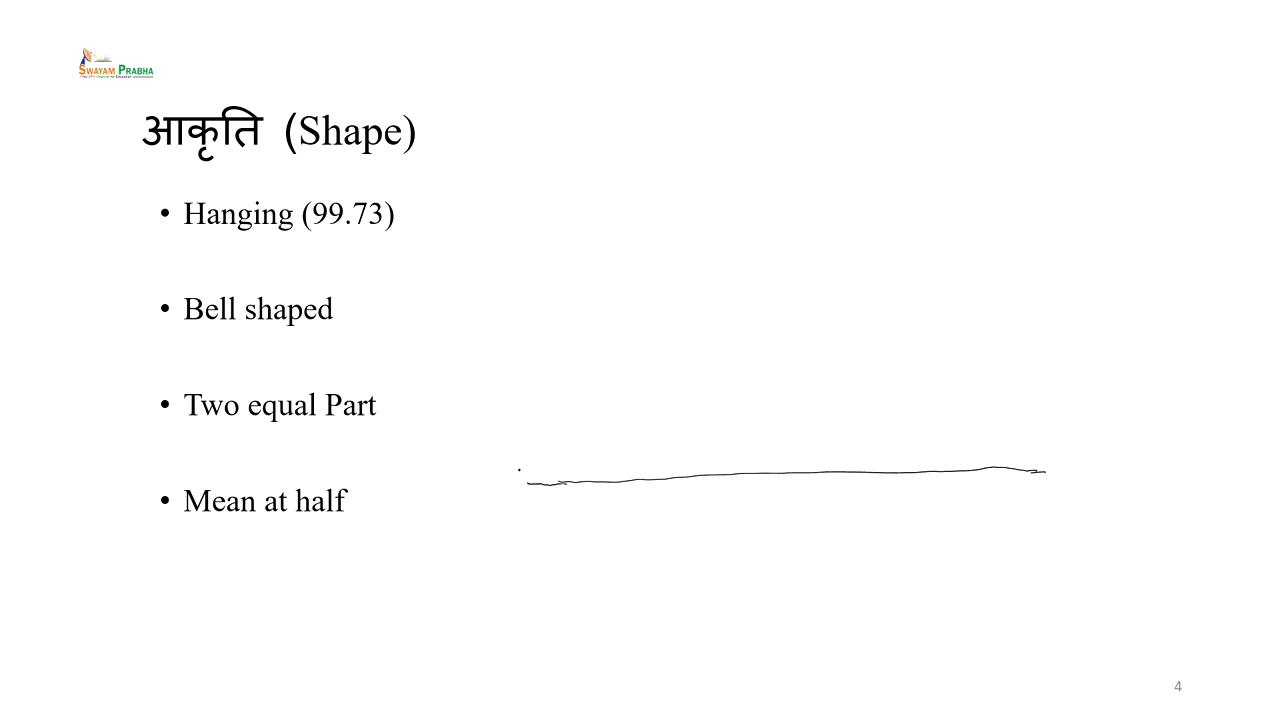 SWAYAM PRABHA
आकृति (Shape)
• Hanging (99.73)
• Bell shaped
• Two equal Part
• Mean at half
4